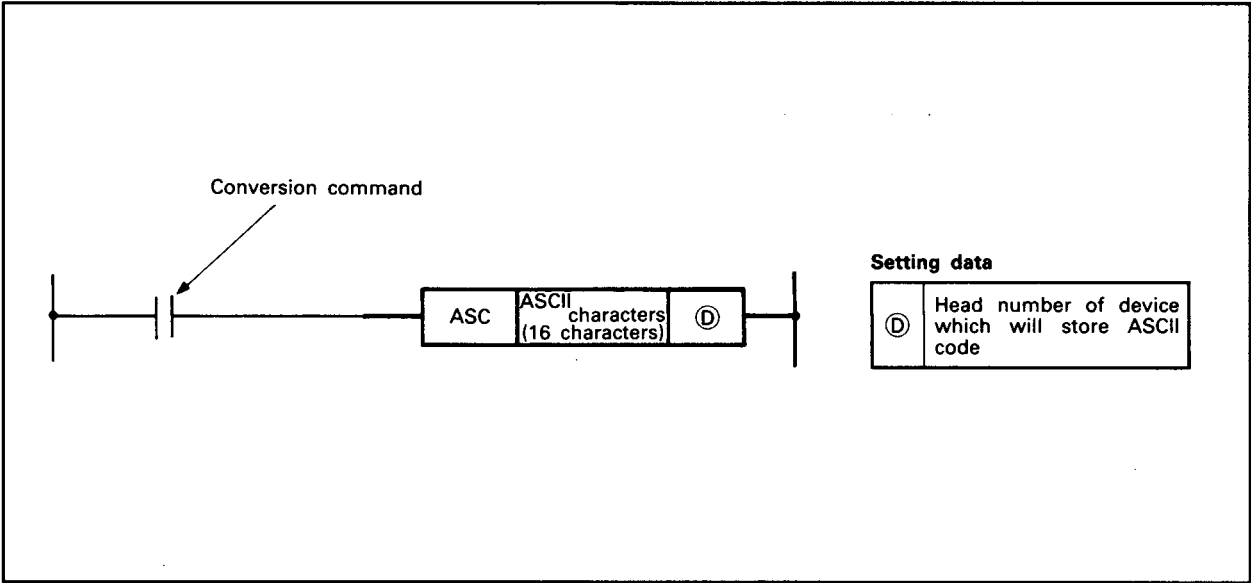 Conversion command
ASC
ASCII
characters
(16 characters)
Ⓓ
Setting data
Ⓓ
Head number of device
which will store ASCII
code